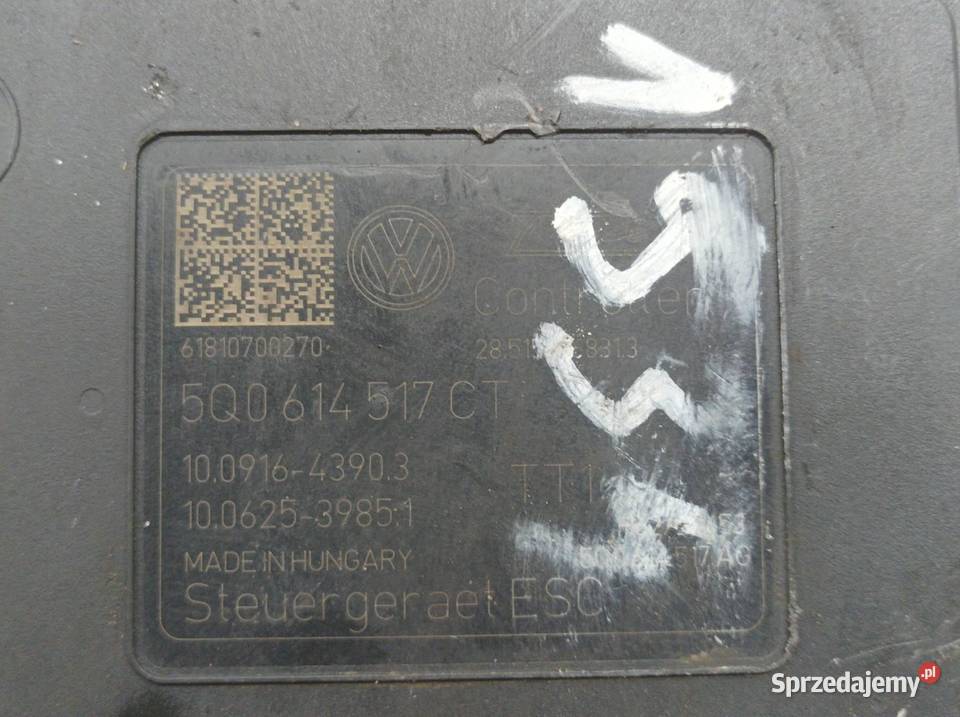 Controller
61810700270
5Q0 614 517 CT
10.0916-4390.3
10.0625-3985.1
MADE IN HUNGARY
Steuergeraet ESC
Sprzedajemy.pl